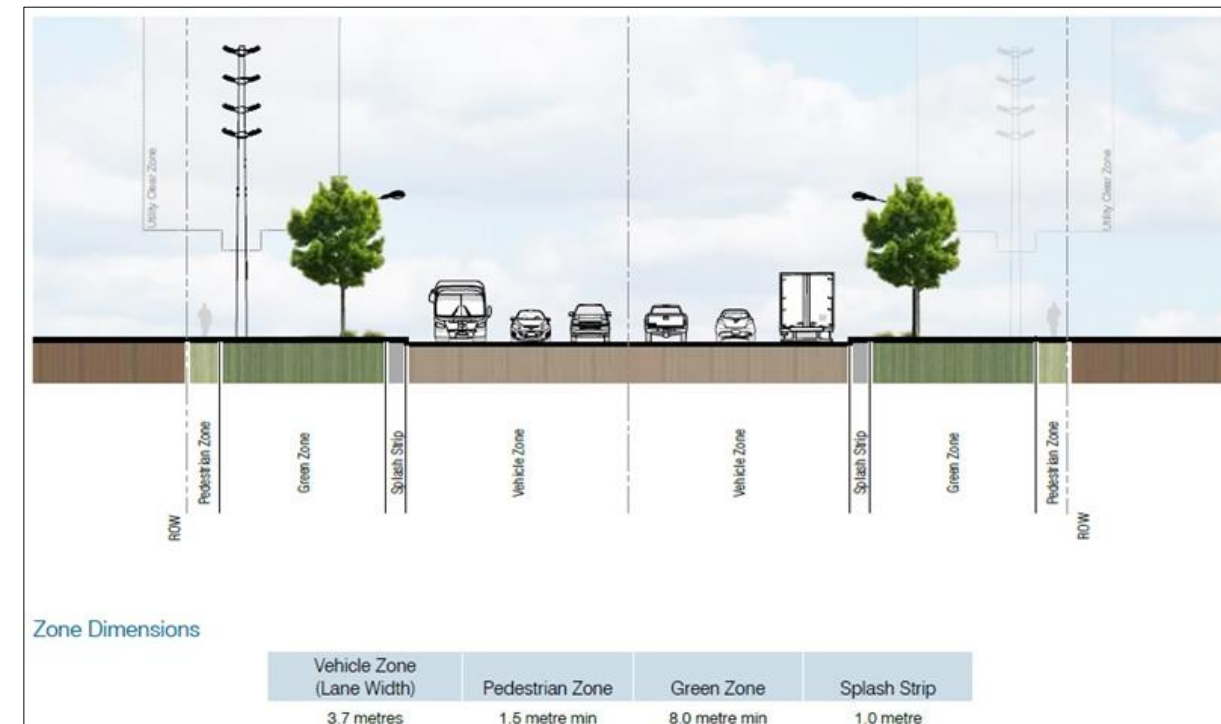 Utility Clear Zone
Utility Clear Zone
ROW
Pedestrian Zone
Green Zone
Splash Strip
Vehicle Zone
Vehicle Zone
Splash Strip
Green Zone
Pedestrian Zone
ROW
Zone Dimensions
Vehicle Zone
(Lane Width)
Pedestrian Zone
Green Zone
Splash Strip
3.7 metres
1.5 metre min
8.0 metre min
1.0 metre